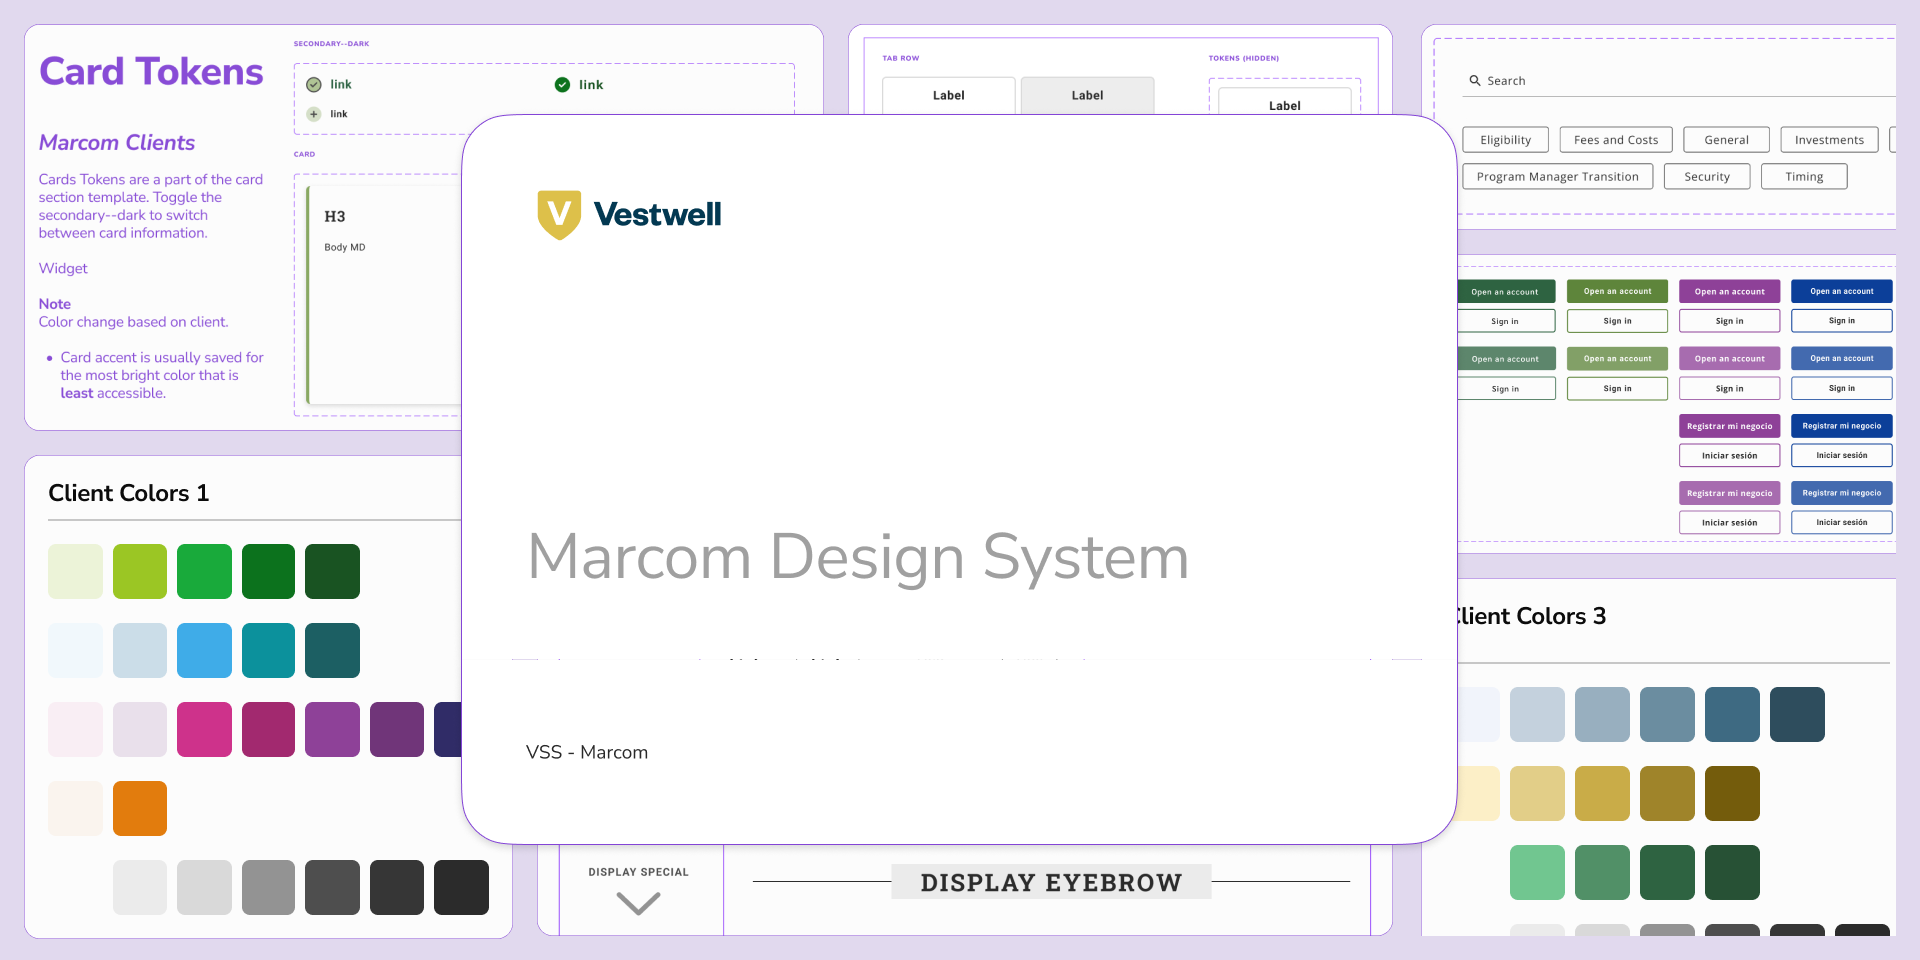 Card Tokens
Marcom Clients
Cards Tokens are a part of the card
section template. Toggle the
secondary--dark to switch
between card information.
Widget
Note
Color change based on client.
• Card accent is usually saved for
the most bright color that is
least accessible.
SECONDARY--DARK
link
link
link
CARD
H3
Body MD
TAB ROW
Label
Label
TOKENS (HIDDEN)
Label
Search
Eligibility
Fees and Costs
General
Investments
Program Manager Transition
Security
Timing
V Vestwell
Marcom Design System
VSS - Marcom
Open an account
Open an account
Open an account
Open an account
Sign in
Sign in
Sign in
Sign in
Open an account
Open an account
Open an account
Open an account
Sign in
Sign in
Sign in
Sign in
Registrar mi negocio
Registrar mi negocio
Iniciar sesión
Iniciar sesión
Registrar mi negocio
Registrar mi negocio
Iniciar sesión
Iniciar sesión
Client Colors 1
Client Colors 3
DISPLAY SPECIAL
DISPLAY EYEBROW